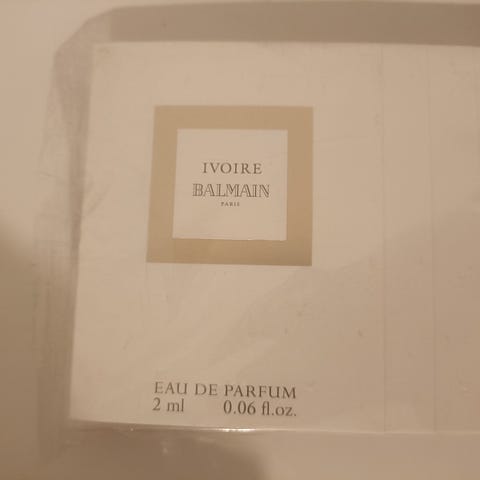 IVOIRE
BALMAIN
PARIS
EAU DE PARFUM
2 ml 0.06 fl.oz.